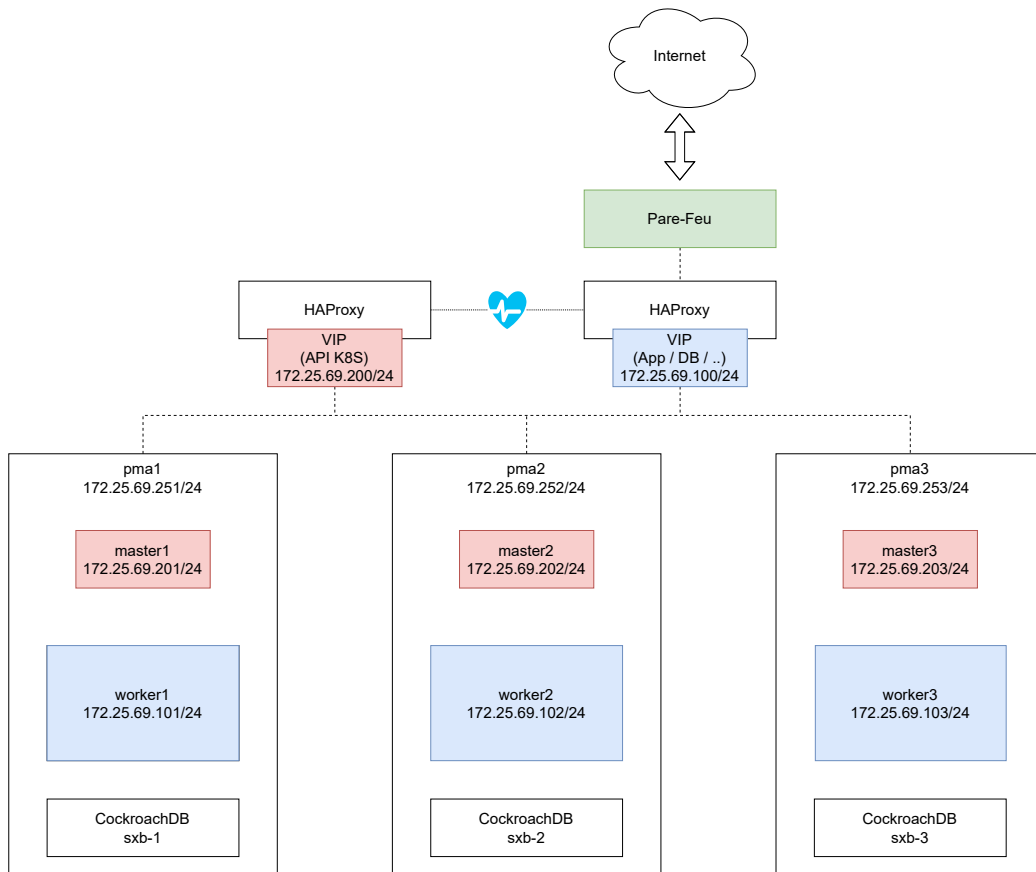 Internet
Pare-Feu
HAProxy
HAProxy
VIP
(API K8S)
172.25.69.200/24
VIP
(App / DB / ..)
172.25.69.100/24
pma1
172.25.69.251/24
pma2
172.25.69.252/24
pma3
172.25.69.253/24
master1
172.25.69.201/24
master2
172.25.69.202/24
master3
172.25.69.203/24
worker1
172.25.69.101/24
worker2
172.25.69.102/24
worker3
172.25.69.103/24
CockroachDB
sxb-1
CockroachDB
sxb-2
CockroachDB
sxb-3